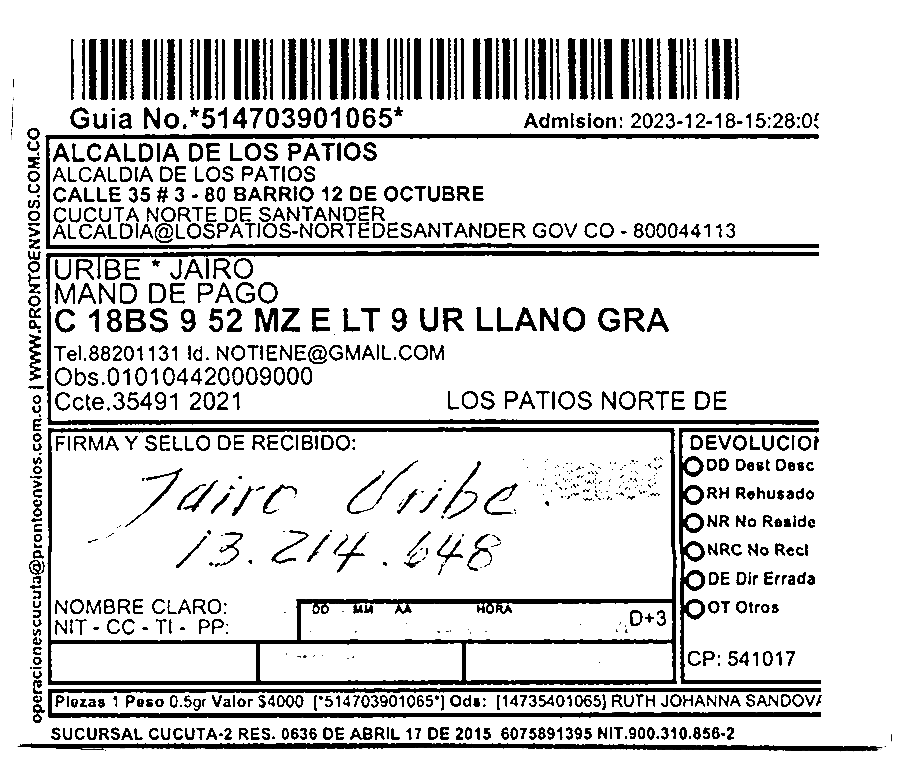 Guia No.*514703901065*
Admision: 2023-12-18-15:28:05
operacionescucuta@prontoenvios.com.co | WWW.PRONTOENVIOS.COM.CO
ALCALDIA DE LOS PATIOS
ALCALDIA DE LOS PATIOS
CALLE 35 # 3 - 80 BARRIO 12 DE OCTUBRE
CUCUTA NORTE DE SANTANDER
ALCALDIA@LOSPATIOS-NORTEDESANTANDER GOV CO - 800044113
URIBE * JAIRO
MAND DE PAGO
C 18BS 9 52 MZ E LT 9 UR LLANO GRA
Tel.88201131 Id. NOTIENE@GMAIL.COM
Obs.010104420009000
Ccte.35491 2021
LOS PATIOS NORTE DE
FIRMA Y SELLO DE RECIBIDO:
Jairo Uribe
13.214.648
NOMBRE CLARO:
NIT - CC - TI - PP:
DD MM AA HORA
D+3
DEVOLUCION
DD Dest Desc
RH Rehusado
NR No Reside
NRC No Recl
DE Dir Errada
OT Otros
CP: 541017
Piezas 1 Peso 0.5gr Valor $4000 [*514703901065*] Ods: [14735401065] RUTH JOHANNA SANDOVA
SUCURSAL CUCUTA-2 RES. 0636 DE ABRIL 17 DE 2015 6075891395 NIT.900.310.856-2